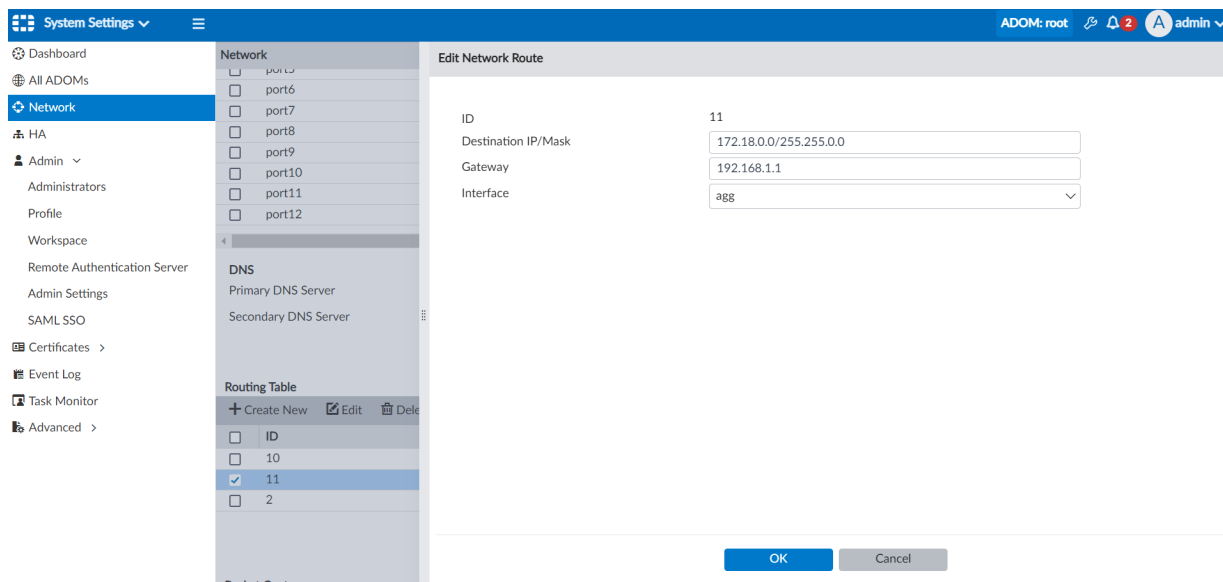 System Settings
ADOM: root
2
A
admin
Dashboard
All ADOMs
Network
HA
Admin
Administrators
Profile
Workspace
Remote Authentication Server
Admin Settings
SAML SSO
Certificates
Event Log
Task Monitor
Advanced
Network
port6
port7
port8
port9
port10
port11
port12
DNS
Primary DNS Server
Secondary DNS Server
Routing Table
Create New Edit Dele
ID
10
11
2
Edit Network Route
ID 11
Destination IP/Mask 172.18.0.0/255.255.0.0
Gateway 192.168.1.1
Interface agg
OK Cancel